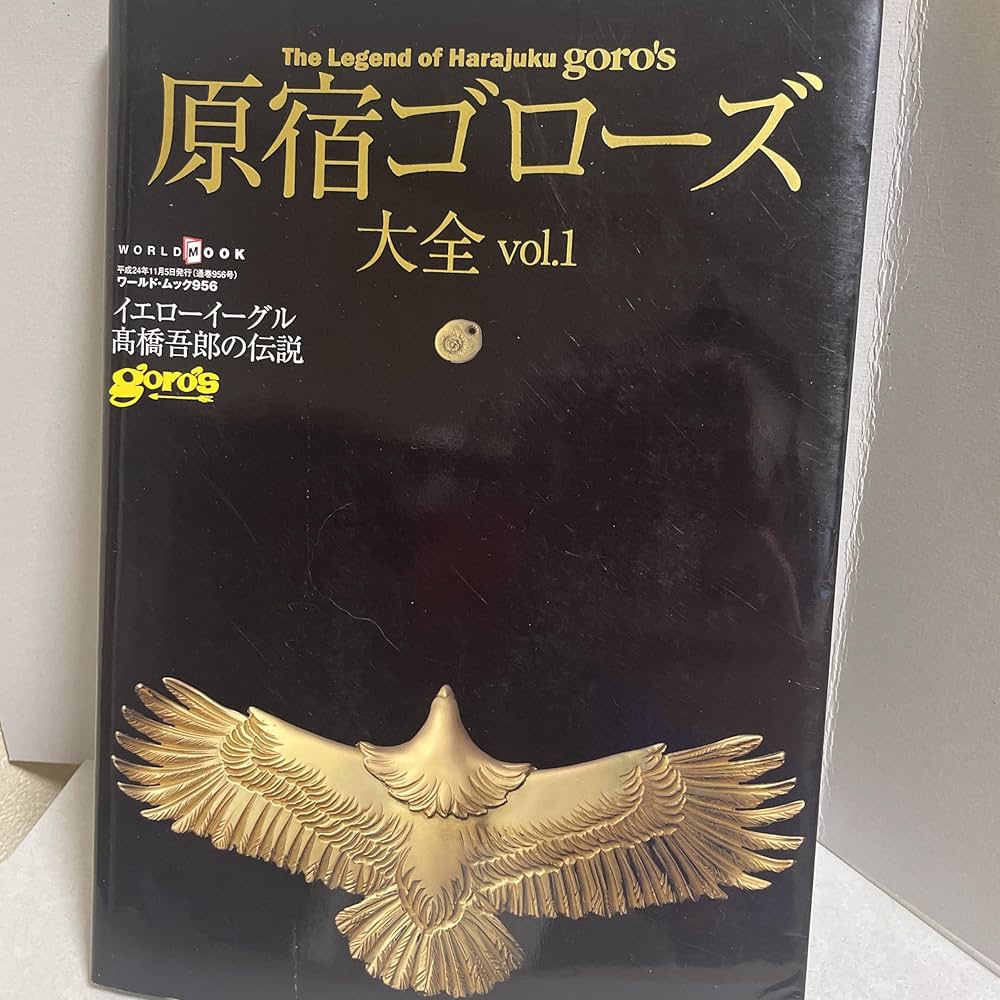 The Legend of Harajuku goro's
原宿ゴローズ
大全 vol.1
WORLD MOOK
平成24年11月5日発行(通巻956号)
ワールド・ムック956
イエローイーグル
髙橋吾郎の伝説
goro's